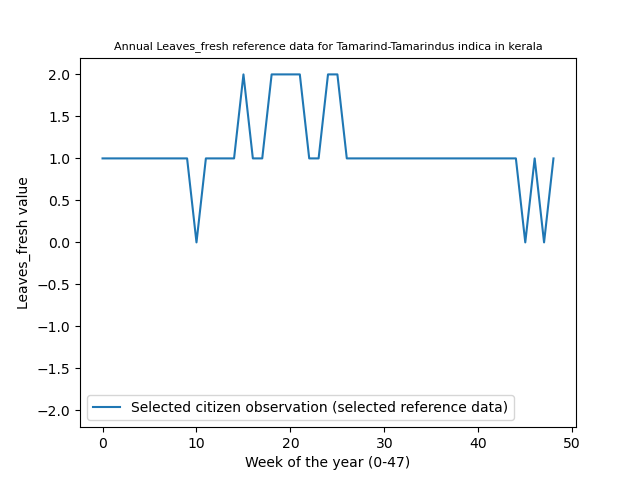 Annual Leaves_fresh reference data for Tamarind-Tamarindus indica in kerala
2.0
1.5
1.0
0.5
0.0
−0.5
−1.0
−1.5
−2.0
Leaves_fresh value
Selected citizen observation (selected reference data)
0 10 20 30 40 50
Week of the year (0-47)